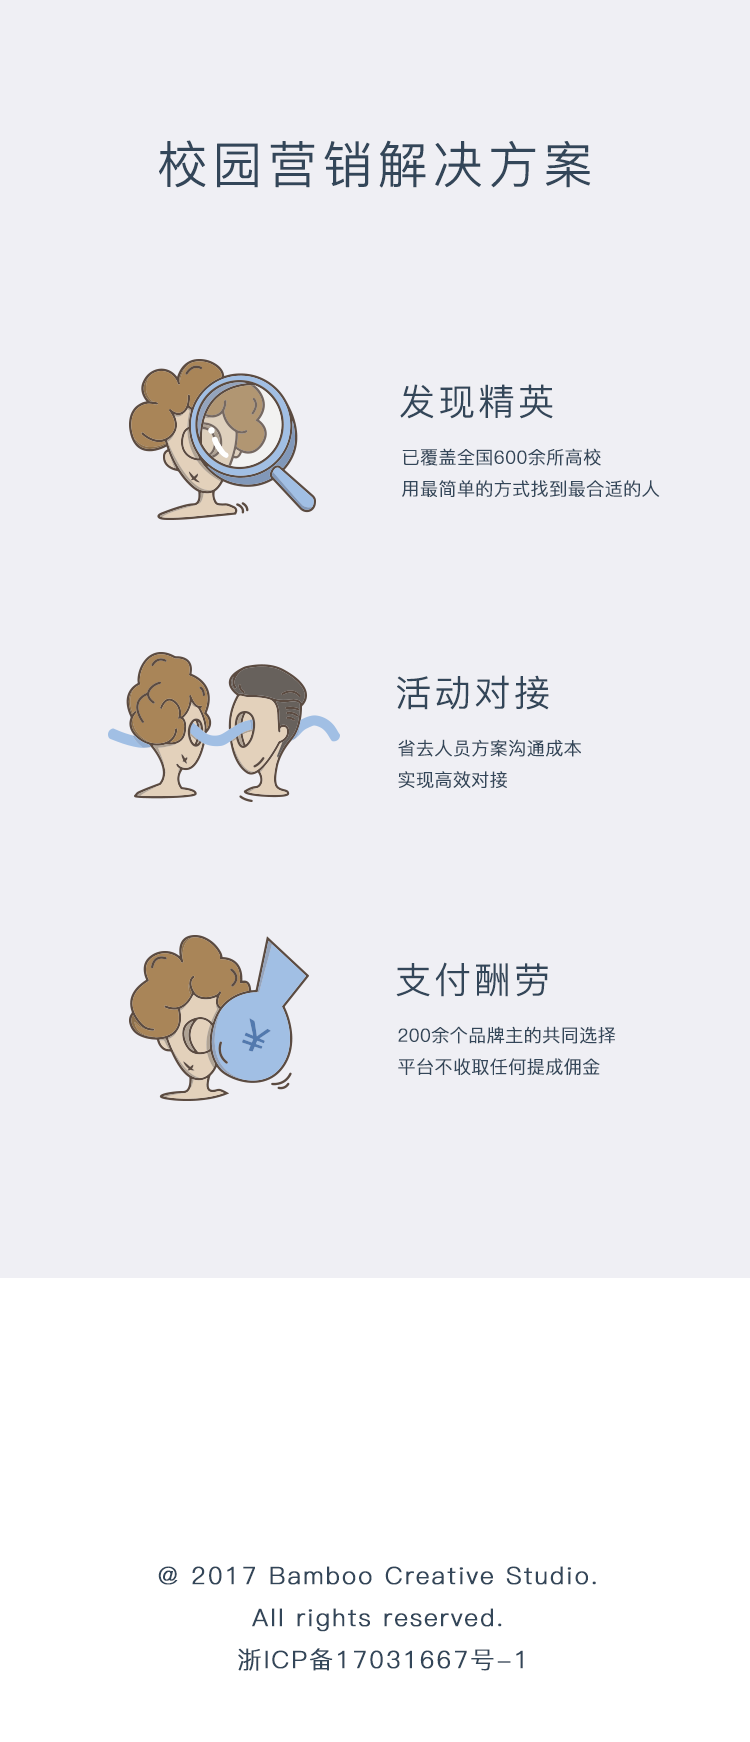 校园营销解决方案
发现精英
已覆盖全国600余所高校
用最简单的方式找到最合适的人
活动对接
省去人员方案沟通成本
实现高效对接
¥
支付酬劳
200余个品牌主的共同选择
平台不收取任何提成佣金
@ 2017 Bamboo Creative Studio.
All rights reserved.
浙ICP备17031667号-1